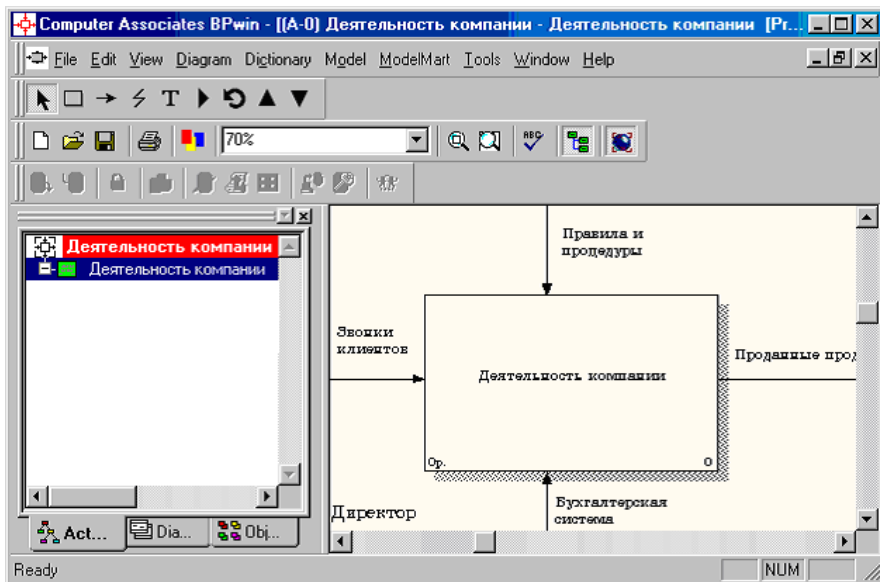 Computer Associates BPwin - [(A-0) Деятельность компании - Деятельность компании [Pr...
File Edit View Diagram Dictionary Model ModelMart Tools Window Help
T
70%
ABC
Деятельность компании
Деятельность компании
Правила и
процедуры
Звонки
клиентов
Деятельность компании
Проданные прод
0р. 0
Бухгалтерская
система
Директор
Act... Dia... Obj...
Ready NUM